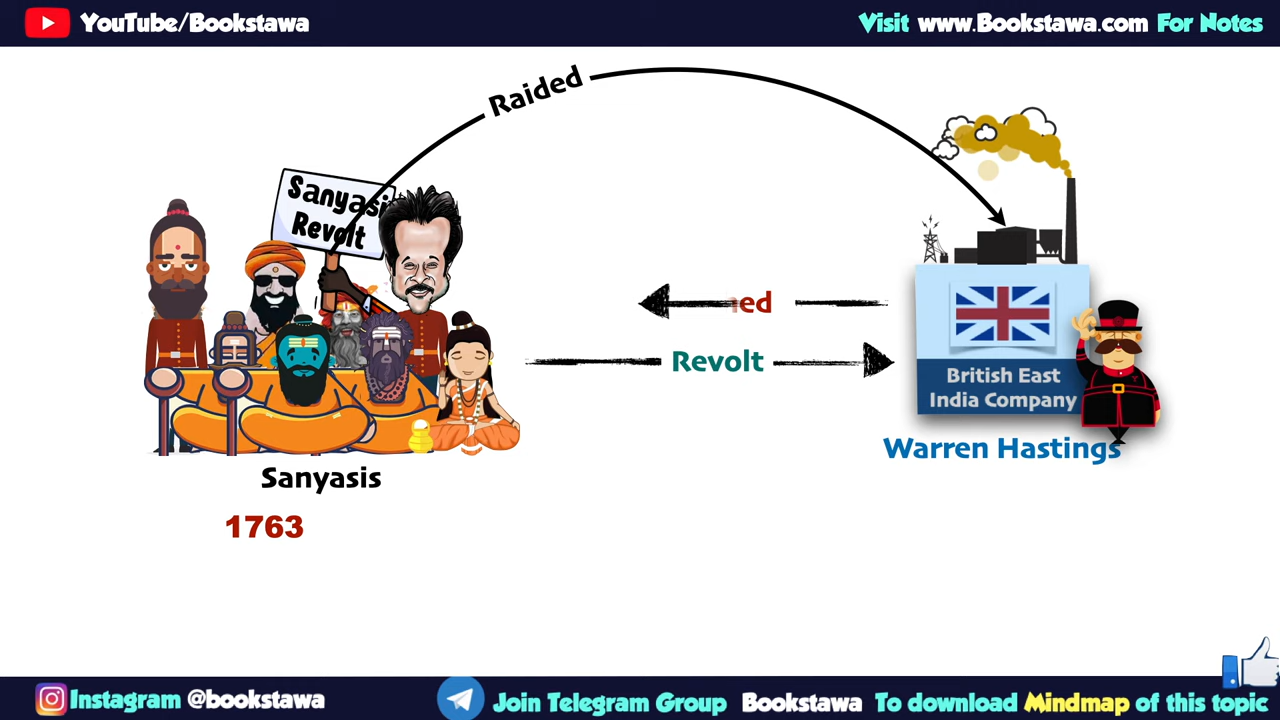 YouTube/Bookstawa
Visit www.Bookstawa.com For Notes
Raided
Sanyasi
Revolt
Revolt
British East
India Company
Warren Hastings
Sanyasis
1763
Instagram @bookstawa
Join Telegram Group Bookstawa To download Mindmap of this topic